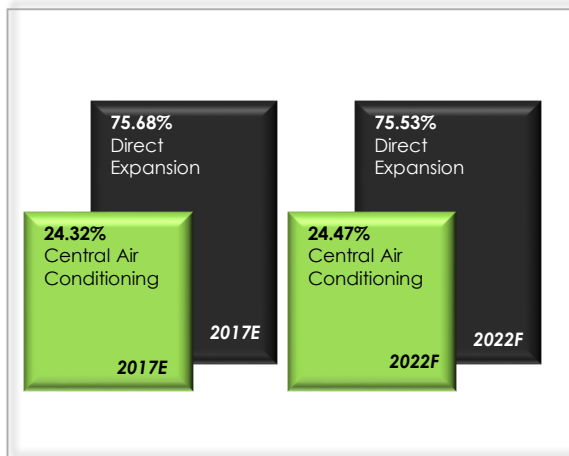 75.68%
Direct
Expansion
2017E
24.32%
Central Air
Conditioning
2017E
75.53%
Direct
Expansion
2022F
24.47%
Central Air
Conditioning
2022F